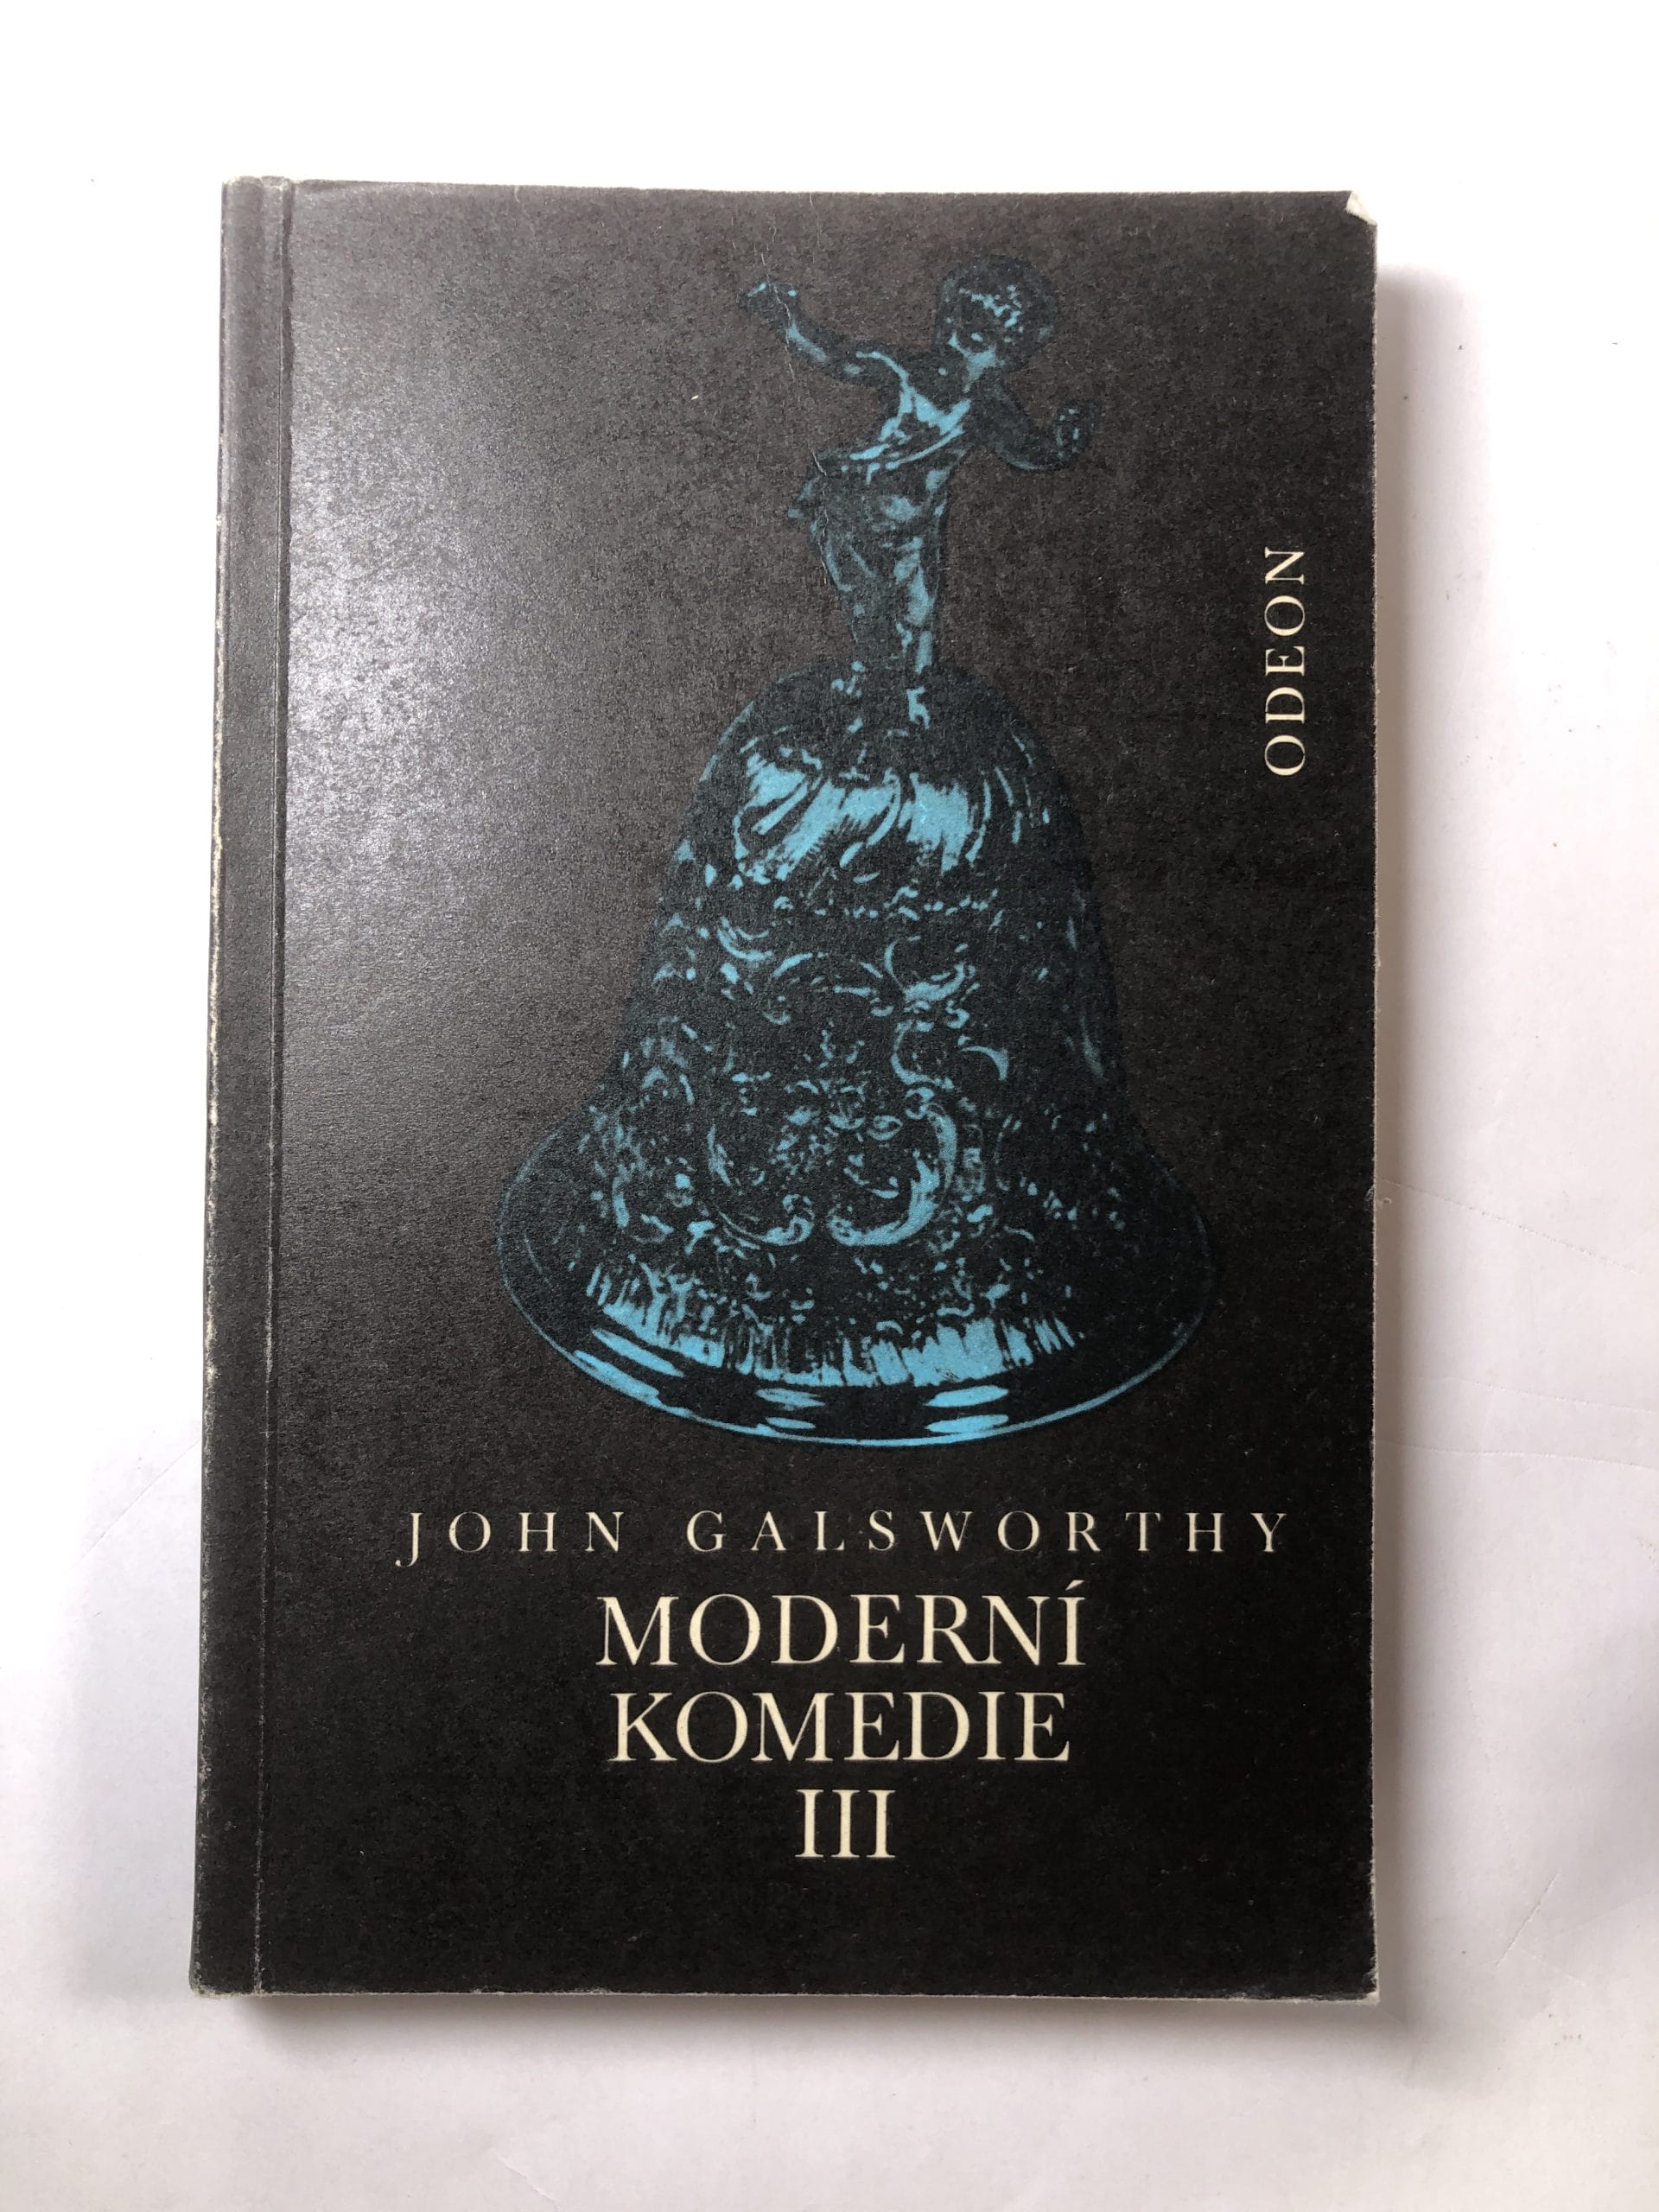 ODEON
JOHN GALSWORTHY
MODERNÍ
KOMEDIE
III